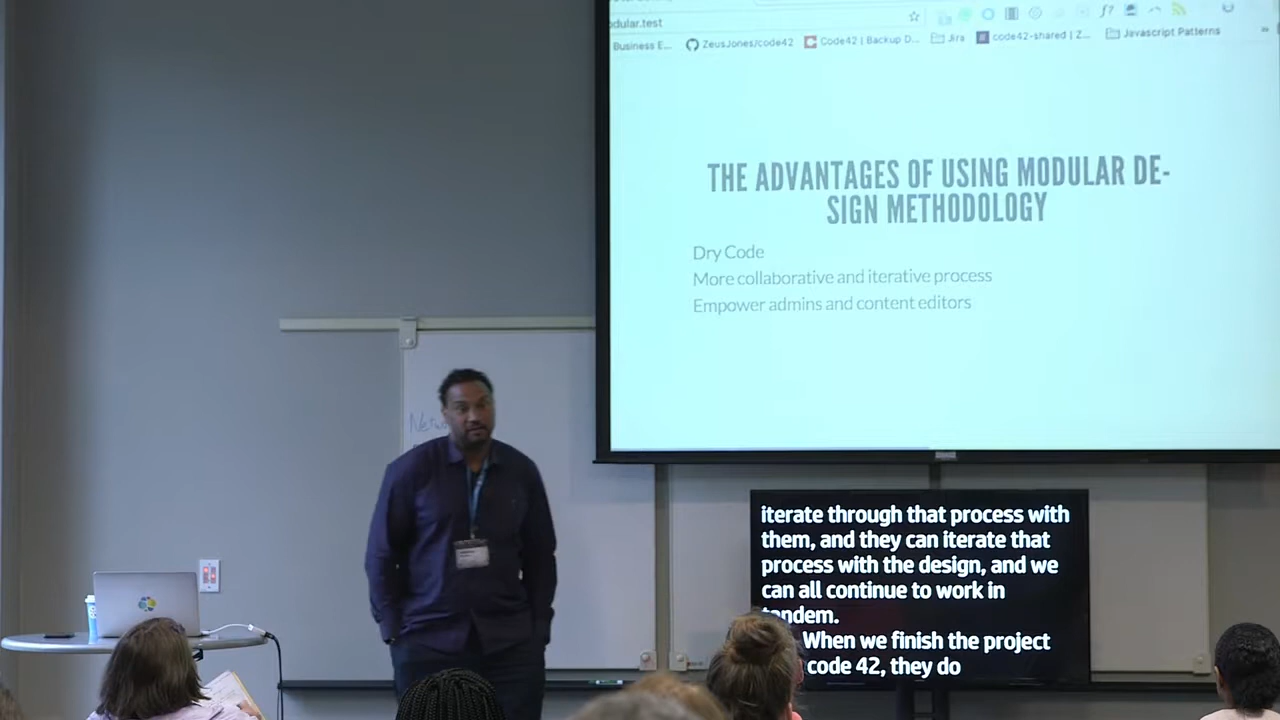 odular.test
Business E... ZeusJones/code42 Code42 | Backup D... Jira code42-shared | Z... Javascript Patterns
THE ADVANTAGES OF USING MODULAR DE-
SIGN METHODOLOGY
Dry Code
More collaborative and iterative process
Empower admins and content editors
iterate through that process with
them, and they can iterate that
process with the design, and we
can all continue to work in
tandem.
When we finish the project
code 42, they do